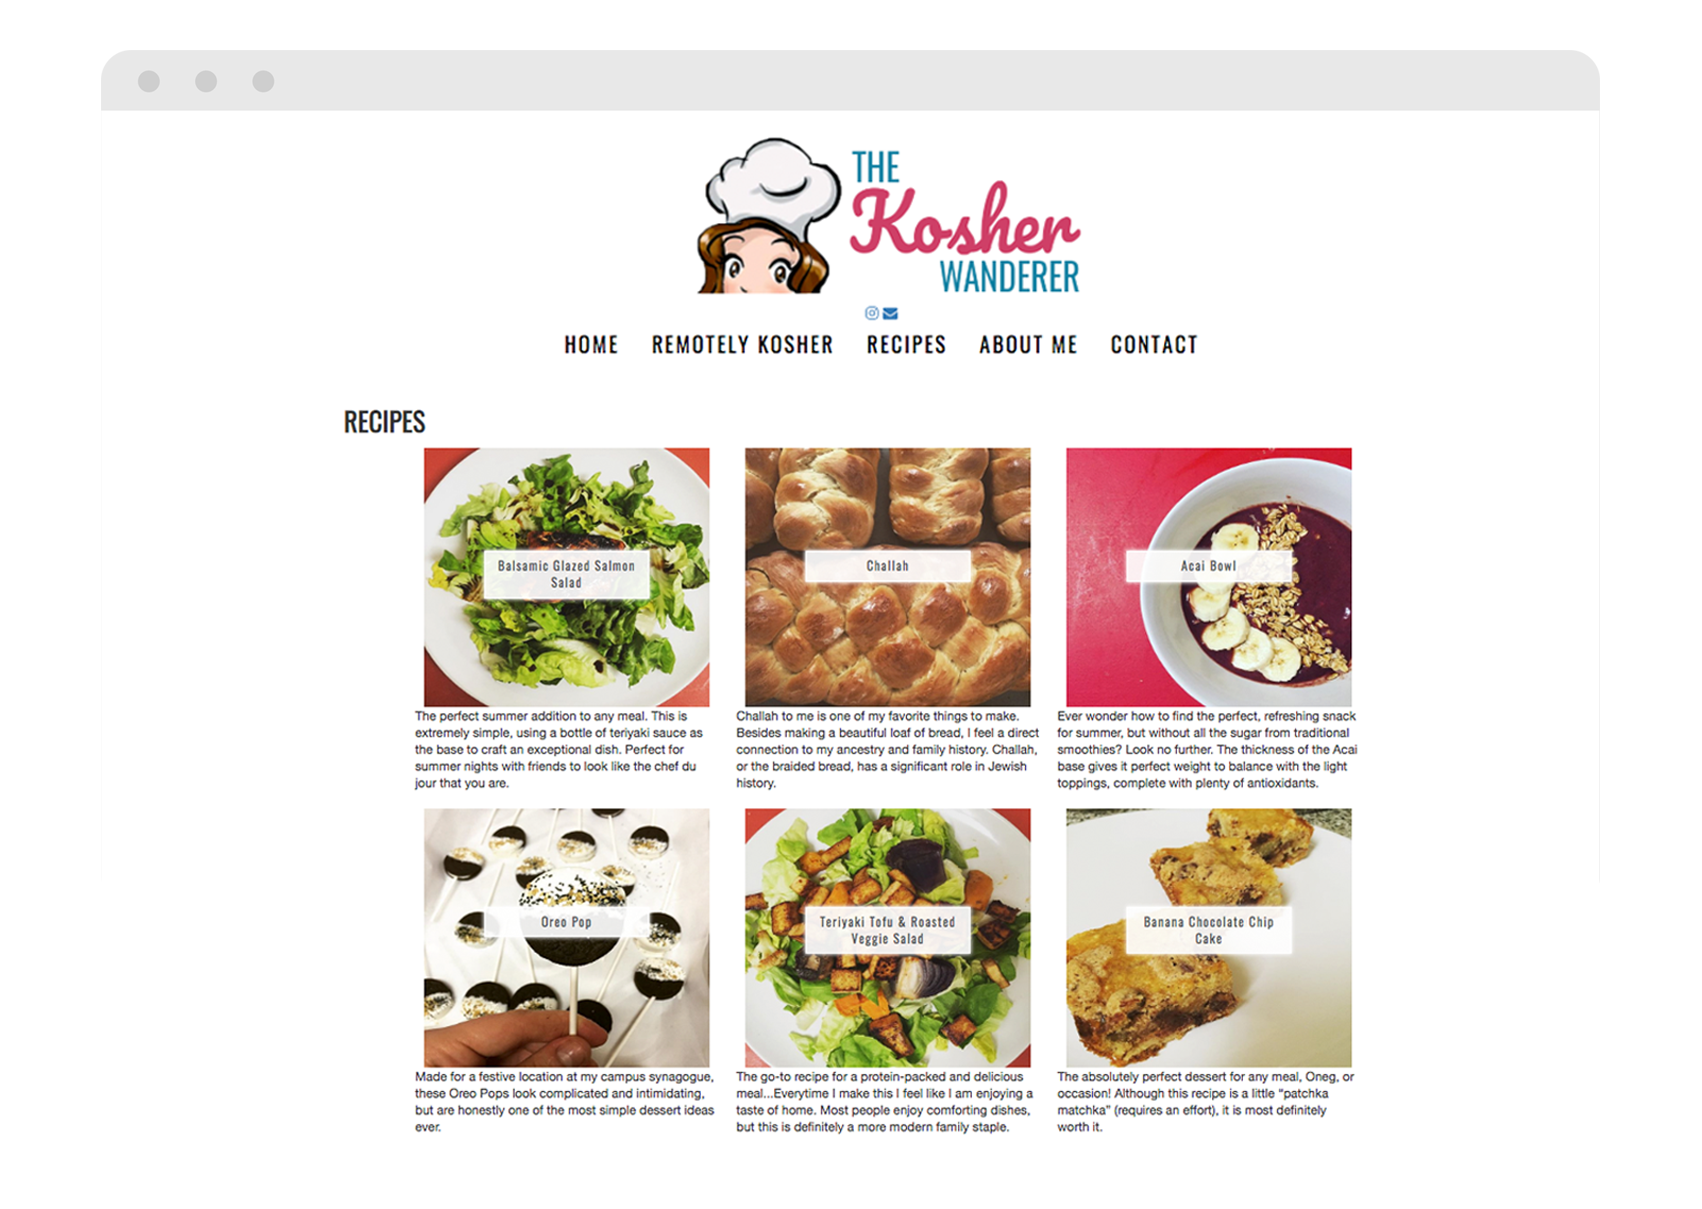 THE
Kosher
WANDERER
HOME REMOTELY KOSHER RECIPES ABOUT ME CONTACT
RECIPES
Balsamic Glazed Salmon
Salad
The perfect summer addition to any meal. This is
extremely simple, using a bottle of teriyaki sauce as
the base to craft an exceptional dish. Perfect for
summer nights with friends to look like the chef du
jour that you are.
Challah
Challah to me is one of my favorite things to make.
Besides making a beautiful loaf of bread, I feel a direct
connection to my ancestry and family history. Challah,
or the braided bread, has a significant role in Jewish
history.
Acai Bowl
Ever wonder how to find the perfect, refreshing snack
for summer, but without all the sugar from traditional
smoothies? Look no further. The thickness of the Acai
base gives it perfect weight to balance with the light
toppings, complete with plenty of antioxidants.
Oreo Pop
Made for a festive location at my campus synagogue,
these Oreo Pops look complicated and intimidating,
but are honestly one of the most simple dessert ideas
ever.
Teriyaki Tofu & Roasted
Veggie Salad
The go-to recipe for a protein-packed and delicious
meal...Everytime I make this I feel like I am enjoying a
taste of home. Most people enjoy comforting dishes,
but this is definitely a more modern family staple.
Banana Chocolate Chip
Cake
The absolutely perfect dessert for any meal, Oneg, or
occasion! Although this recipe is a little “patchka
matchka” (requires an effort), it is most definitely
worth it.